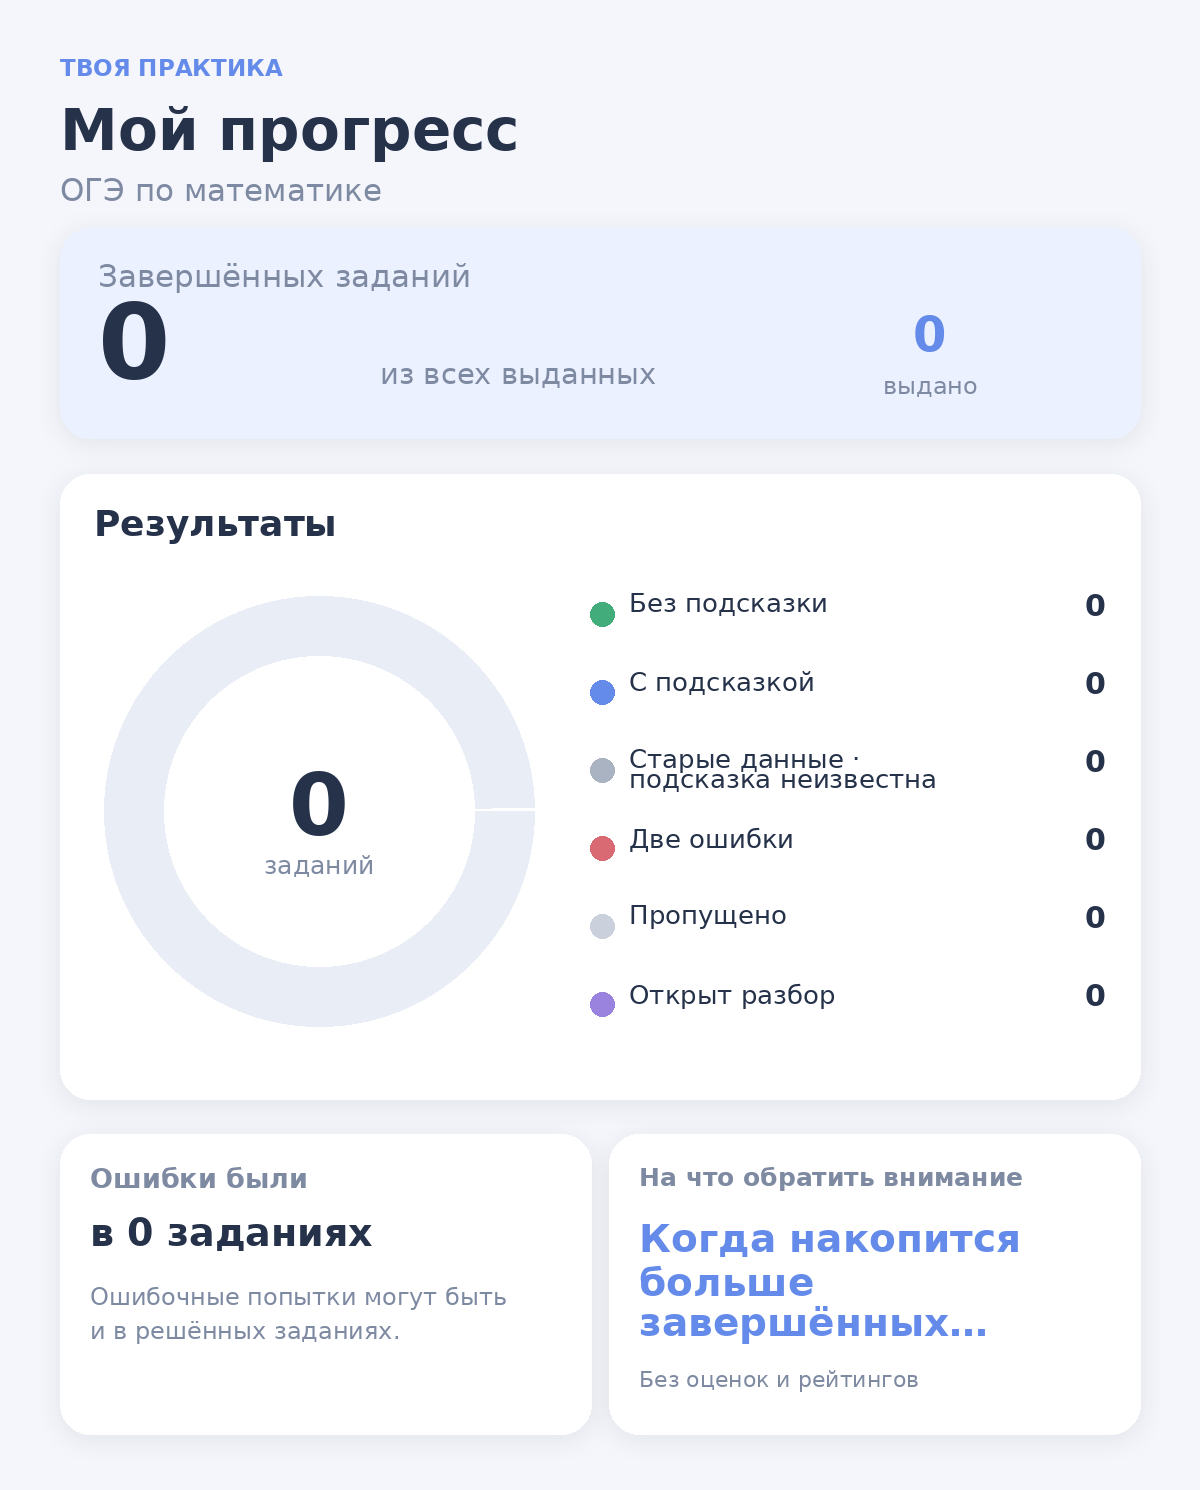 ТВОЯ ПРАКТИКА
Мой прогресс
ОГЭ по математике
Завершённых заданий
0
из всех выданных
0
выдано
Результаты
0
заданий
Без подсказки 0
С подсказкой 0
Старые данные ·
подсказка неизвестна 0
Две ошибки 0
Пропущено 0
Открыт разбор 0
Ошибки были
в 0 заданиях
Ошибочные попытки могут быть
и в решённых заданиях.
На что обратить внимание
Когда накопится
больше
завершённых…
Без оценок и рейтингов